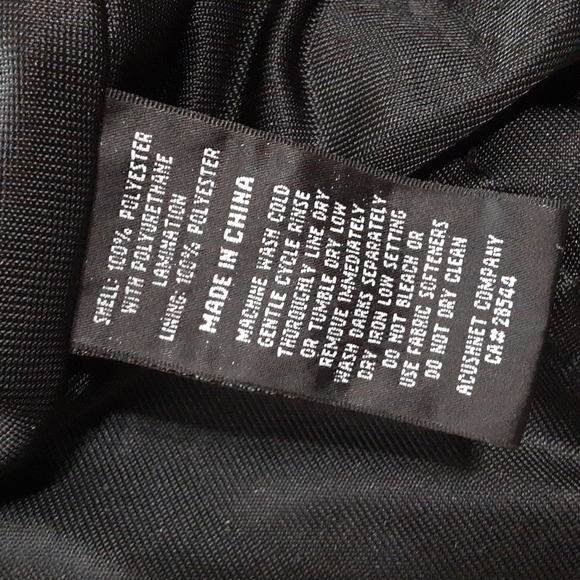 SHELL: 100% POLYESTER
WITH POLYURETHANE
LAMINATION
LINING: 100% POLYESTER
MADE IN CHINA
MACHINE WASH COLD
GENTLE CYCLE RINSE
THOROUGHLY LINE DRY
OR TUMBLE DRY LOW
REMOVE IMMEDIATELY
WASH DARKS SEPARATELY
DRY IRON LOW SETTING
DO NOT BLEACH OR
USE FABRIC SOFTENERS
DO NOT DRY CLEAN
ACUSHNET COMPANY
CA# 28544